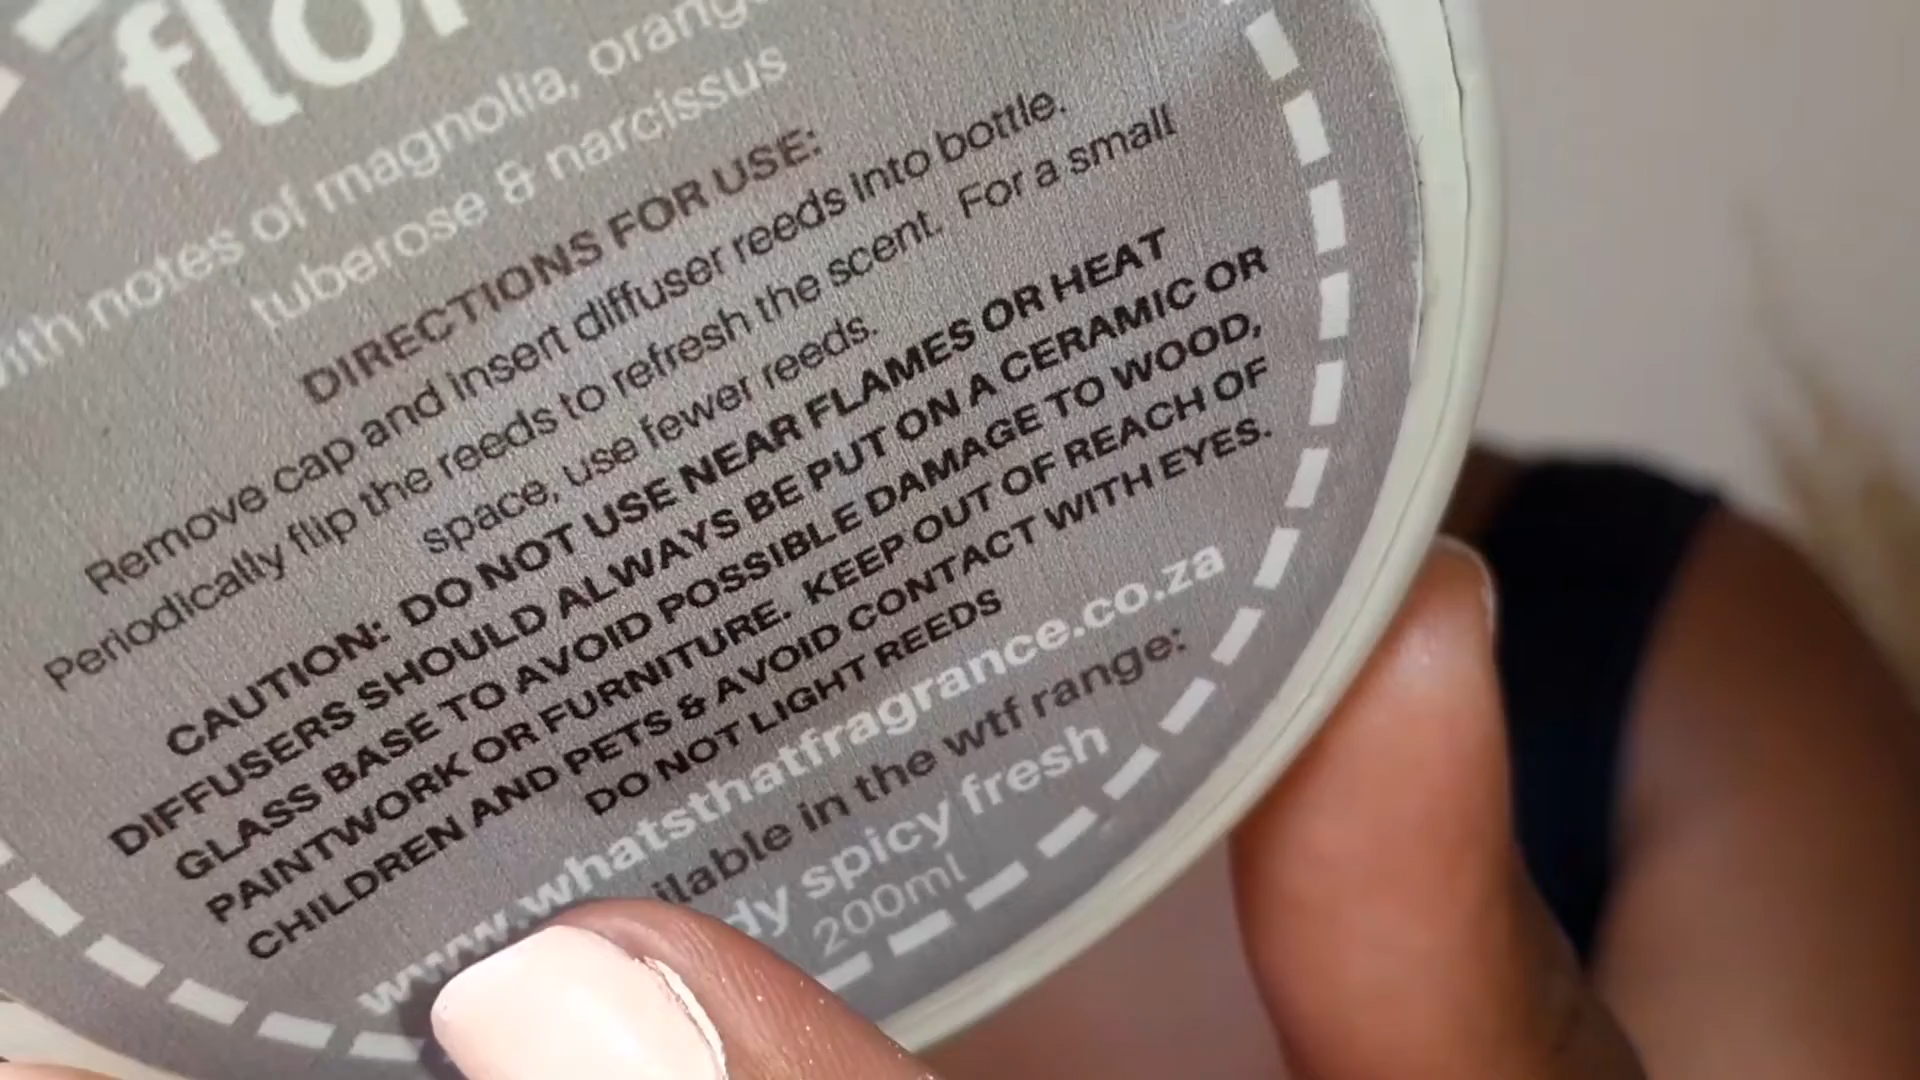 with notes of magnolia, orange
tuberose & narcissus
DIRECTIONS FOR USE:
Remove cap and insert diffuser reeds into bottle.
Periodically flip the reeds to refresh the scent. For a small
space, use fewer reeds.
CAUTION: DO NOT USE NEAR FLAMES OR HEAT
DIFFUSERS SHOULD ALWAYS BE PUT ON A CERAMIC OR
GLASS BASE TO AVOID POSSIBLE DAMAGE TO WOOD,
PAINTWORK OR FURNITURE. KEEP OUT OF REACH OF
CHILDREN AND PETS & AVOID CONTACT WITH EYES.
DO NOT LIGHT REEDS
www.whatsthatfragrance.co.za
in the wtf range:
spicy fresh
200ml